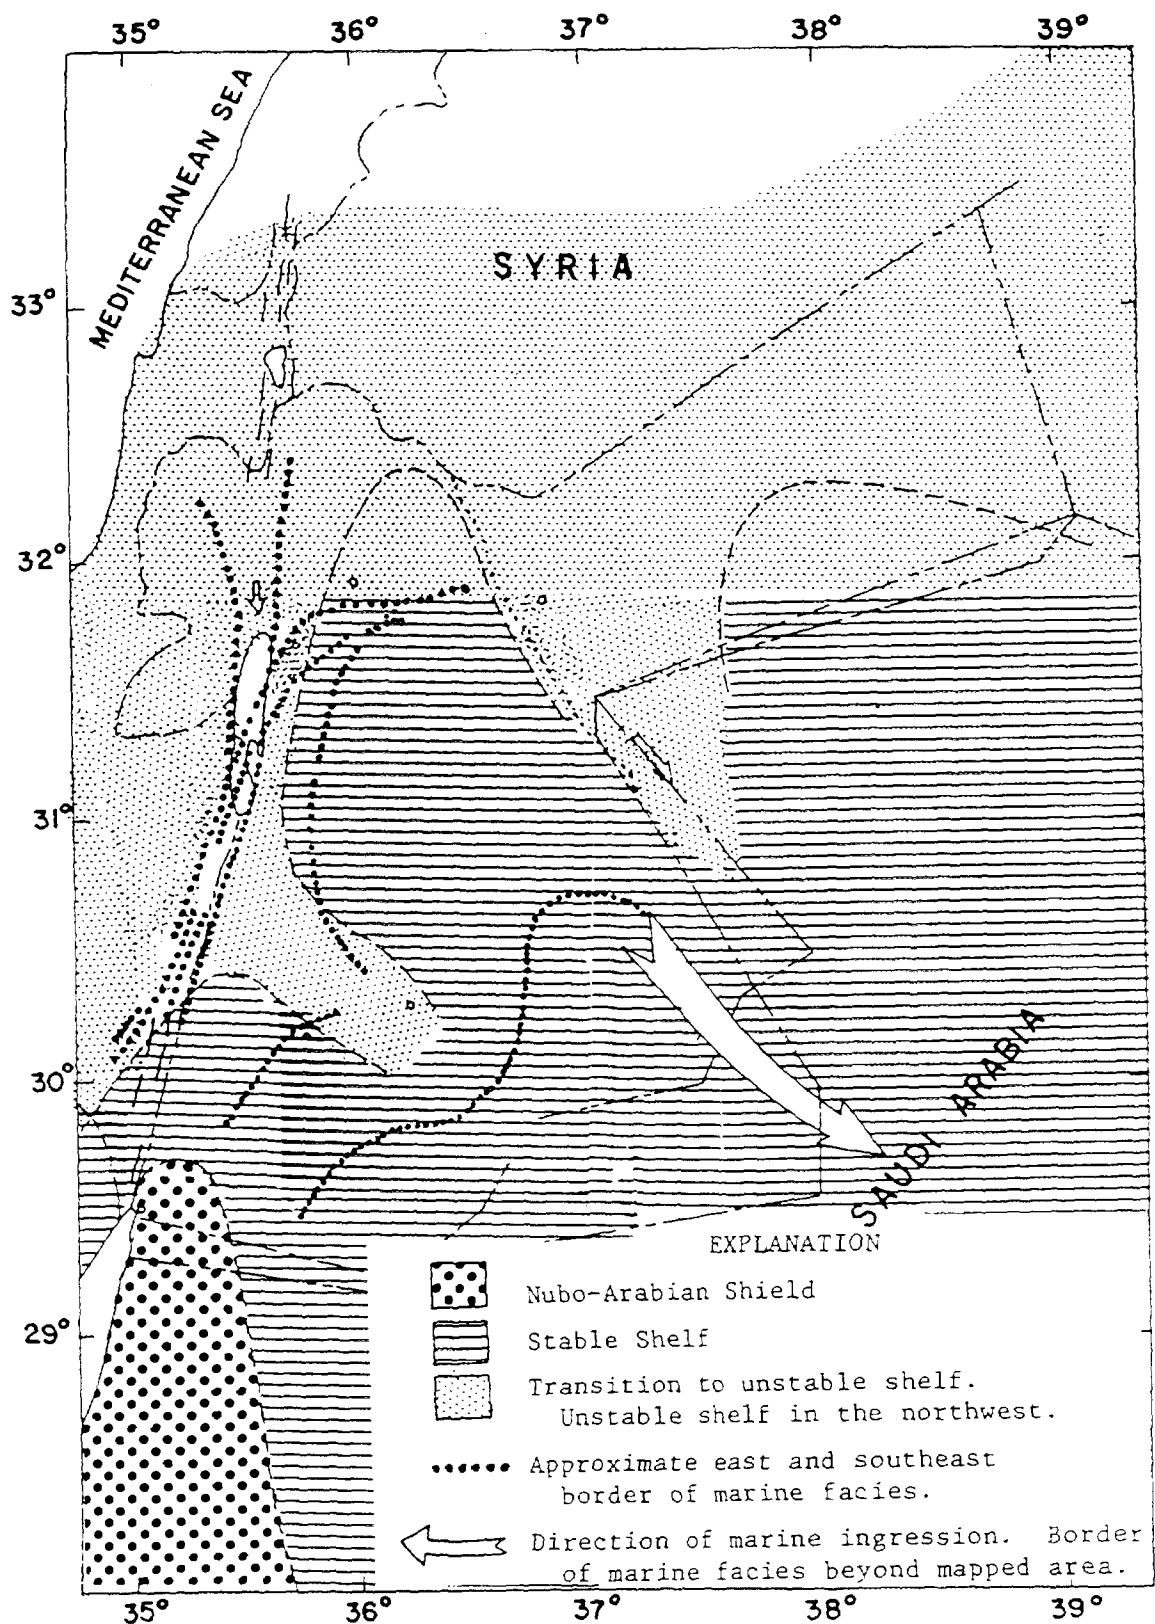 35° 36° 37° 38° 39°
MEDITERRANEAN SEA
SYRIA
33°
32°
31°
30°
SAUDI ARABIA
EXPLANATION
Nubo-Arabian Shield
Stable Shelf
29°
Transition to unstable shelf.
Unstable shelf in the northwest.
Approximate east and southeast
border of marine facies.
Direction of marine ingression. Border
of marine facies beyond mapped area.
35° 36° 37° 38° 39°